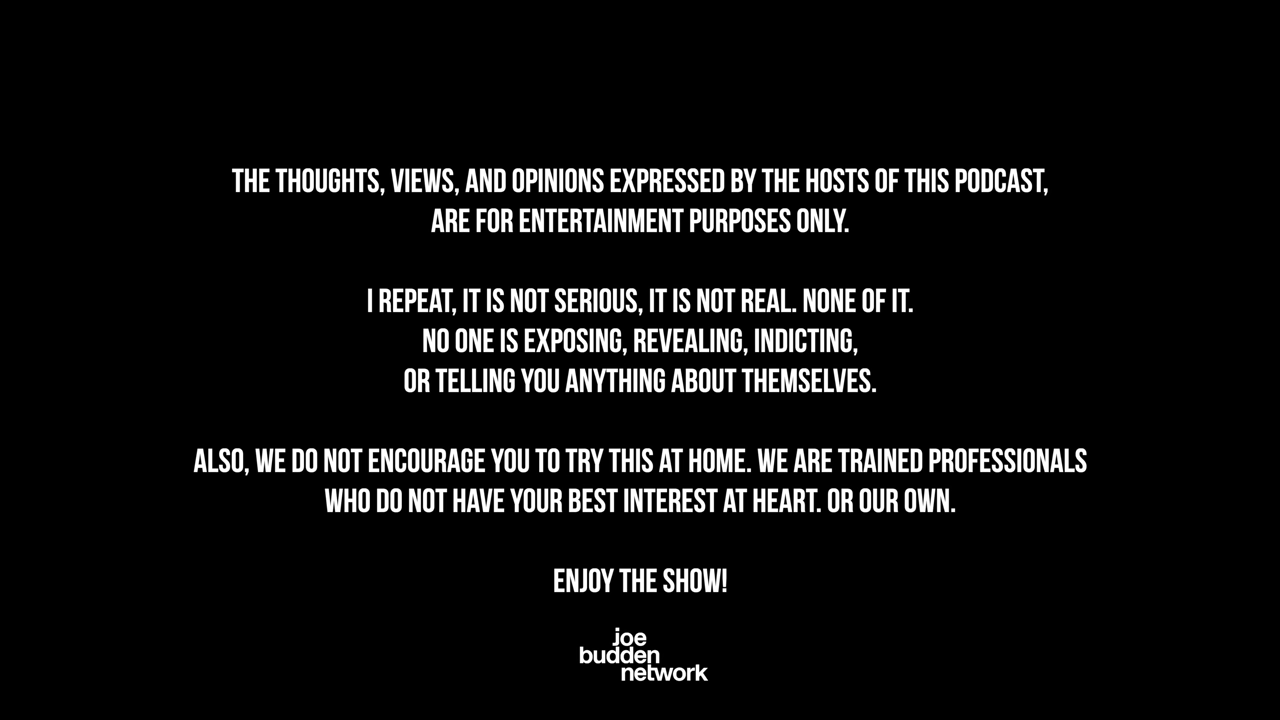 THE THOUGHTS, VIEWS, AND OPINIONS EXPRESSED BY THE HOSTS OF THIS PODCAST,
ARE FOR ENTERTAINMENT PURPOSES ONLY.
I REPEAT, IT IS NOT SERIOUS, IT IS NOT REAL. NONE OF IT.
NO ONE IS EXPOSING, REVEALING, INDICTING,
OR TELLING YOU ANYTHING ABOUT THEMSELVES.
ALSO, WE DO NOT ENCOURAGE YOU TO TRY THIS AT HOME. WE ARE TRAINED PROFESSIONALS
WHO DO NOT HAVE YOUR BEST INTEREST AT HEART. OR OUR OWN.
ENJOY THE SHOW!
joe
budden
network